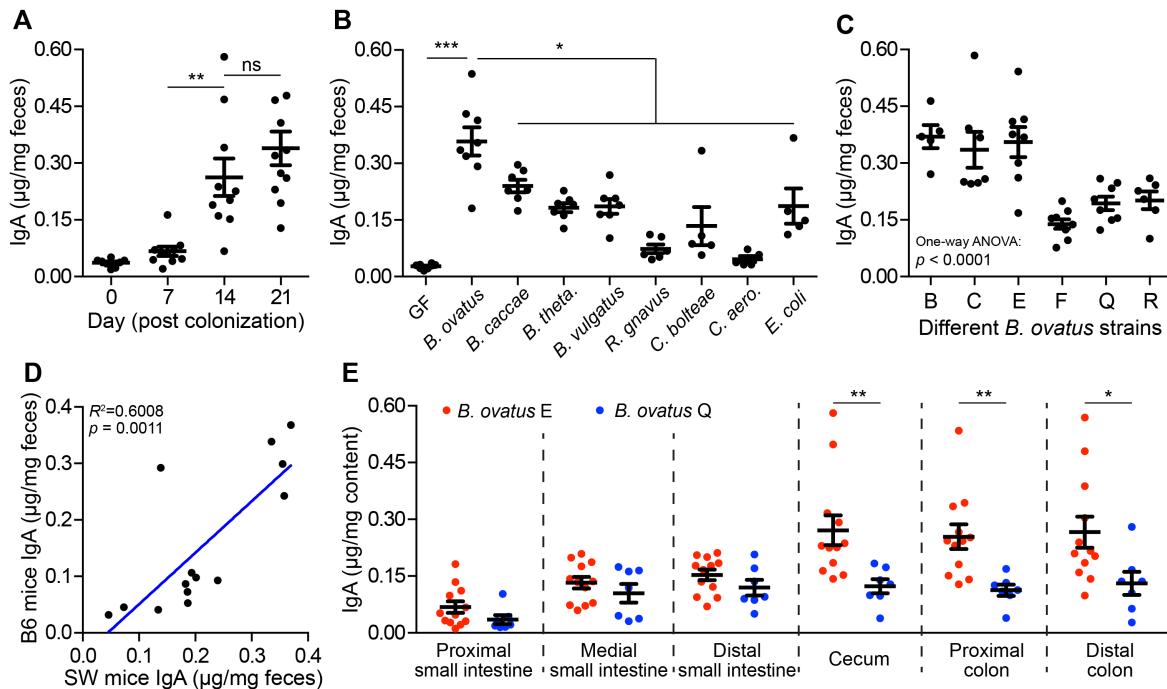 A
IgA (µg/mg feces)
0.60
0.45
0.30
0.15
0.00
**
ns
0
7
14
21
Day (post colonization)
B
IgA (µg/mg feces)
0.60
0.45
0.30
0.15
0.00
***
*
GF
B. ovatus
B. caccae
B. theta.
B. vulgatus
R. gnavus
C. bolteae
C. aero.
E. coli
C
IgA (µg/mg feces)
0.60
0.45
0.30
0.15
0.00
One-way ANOVA:
p < 0.0001
B
C
E
F
Q
R
Different B. ovatus strains
D
B6 mice IgA (µg/mg feces)
R²=0.6008
p = 0.0011
0.4
0.3
0.2
0.1
0.0
0.0
0.1
0.2
0.3
0.4
SW mice IgA (µg/mg feces)
E
IgA (µg/mg content)
0.60
0.45
0.30
0.15
0.00
B. ovatus E
B. ovatus Q
**
**
*
Proximal
small intestine
Medial
small intestine
Distal
small intestine
Cecum
Proximal
colon
Distal
colon